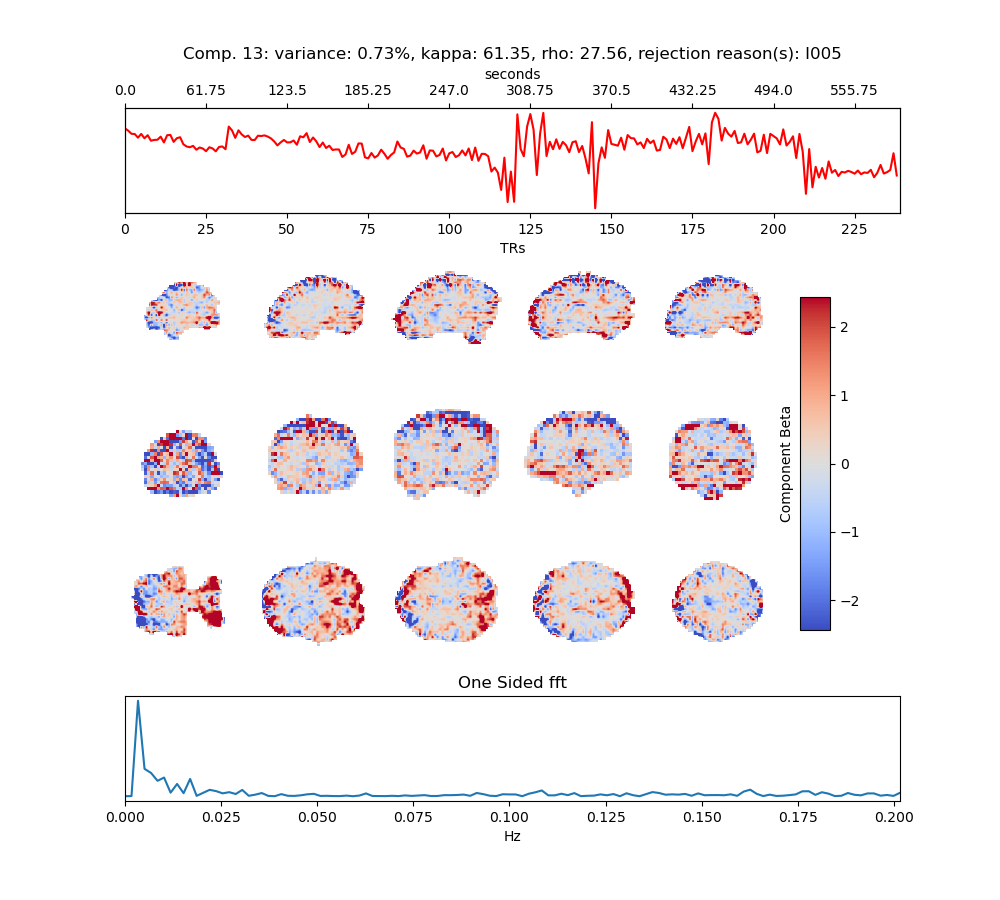 Comp. 13: variance: 0.73%, kappa: 61.35, rho: 27.56, rejection reason(s): I005
seconds
0.0 61.75 123.5 185.25 247.0 308.75 370.5 432.25 494.0 555.75
0 25 50 75 100 125 150 175 200 225
TRs
2
1
0
−1
−2
Component Beta
One Sided fft
0.000 0.025 0.050 0.075 0.100 0.125 0.150 0.175 0.200
Hz